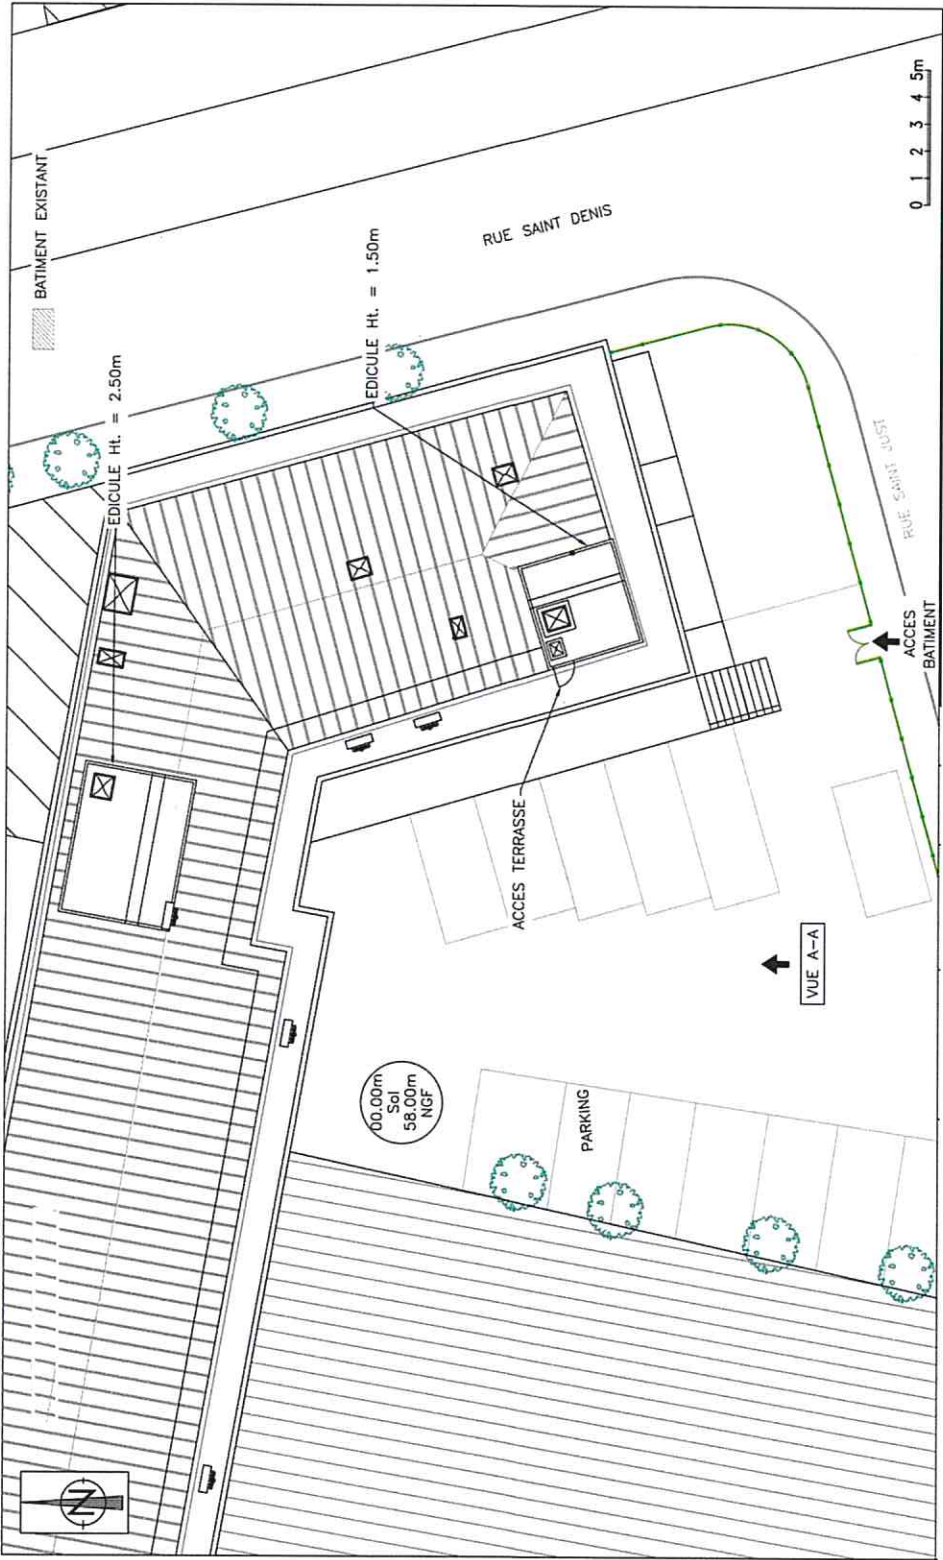 BATIMENT EXISTANT
EDICULE Ht. = 2.50m
EDICULE Ht. = 1.50m
RUE SAINT DENIS
ACCES TERRASSE
00.00m
Sol
58.00m
NGF
PARKING
VUE A-A
RUE SAINT JUST
ACCES
BATIMENT
0 1 2 3 4 5m
N